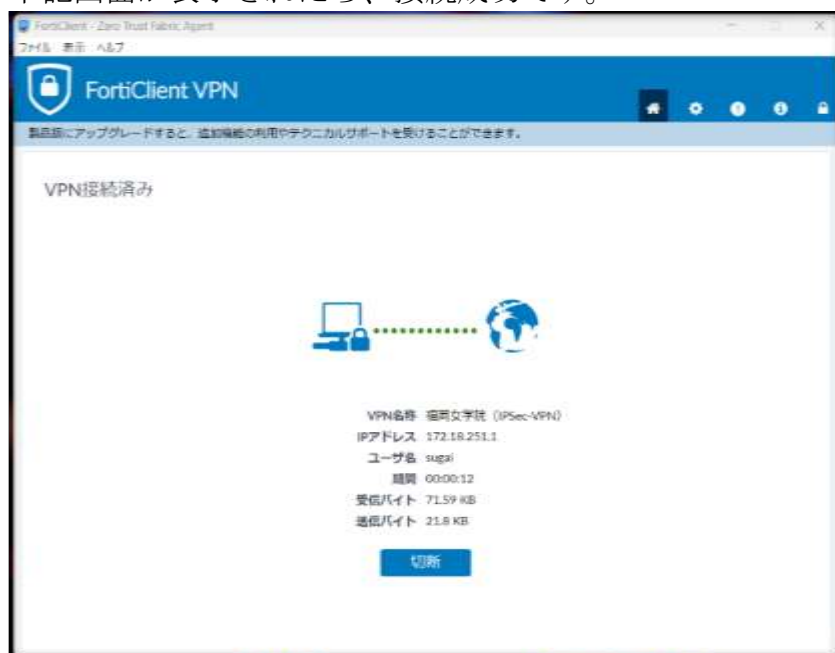 下記画面が表示されたら、接続成功です。
FortiClient - Zero Trust Fabric Agent
ファイル 表示 ヘルプ
FortiClient VPN
製品版にアップグレードすると、追加機能の利用やテクニカルサポートを受けることができます。
VPN接続済み
VPN名称 福岡女学院（IPSec-VPN）
IPアドレス 172.18.251.1
ユーザ名 sugai
期間 00:00:12
受信バイト 71.59 KB
送信バイト 21.8 KB
切断